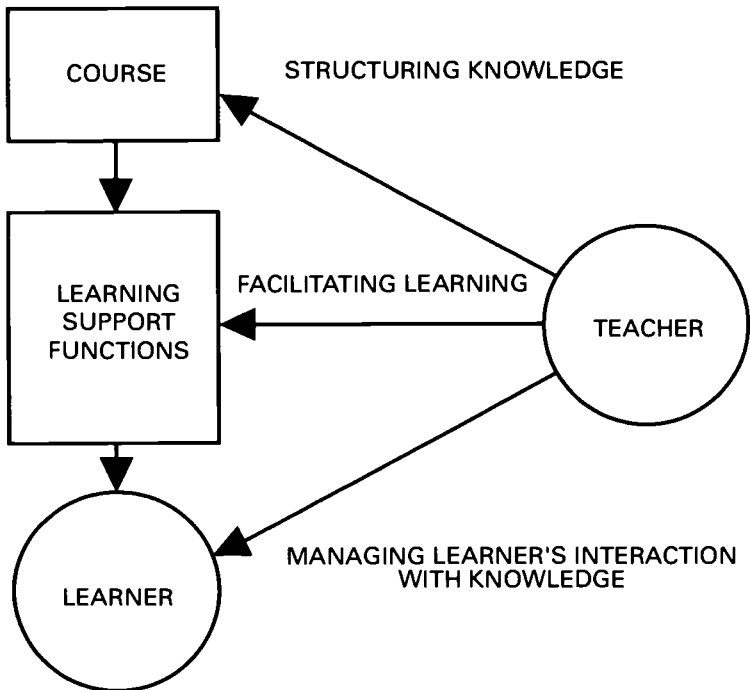 COURSE
STRUCTURING KNOWLEDGE
LEARNING
SUPPORT
FUNCTIONS
FACILITATING LEARNING
TEACHER
MANAGING LEARNER'S INTERACTION
WITH KNOWLEDGE
LEARNER